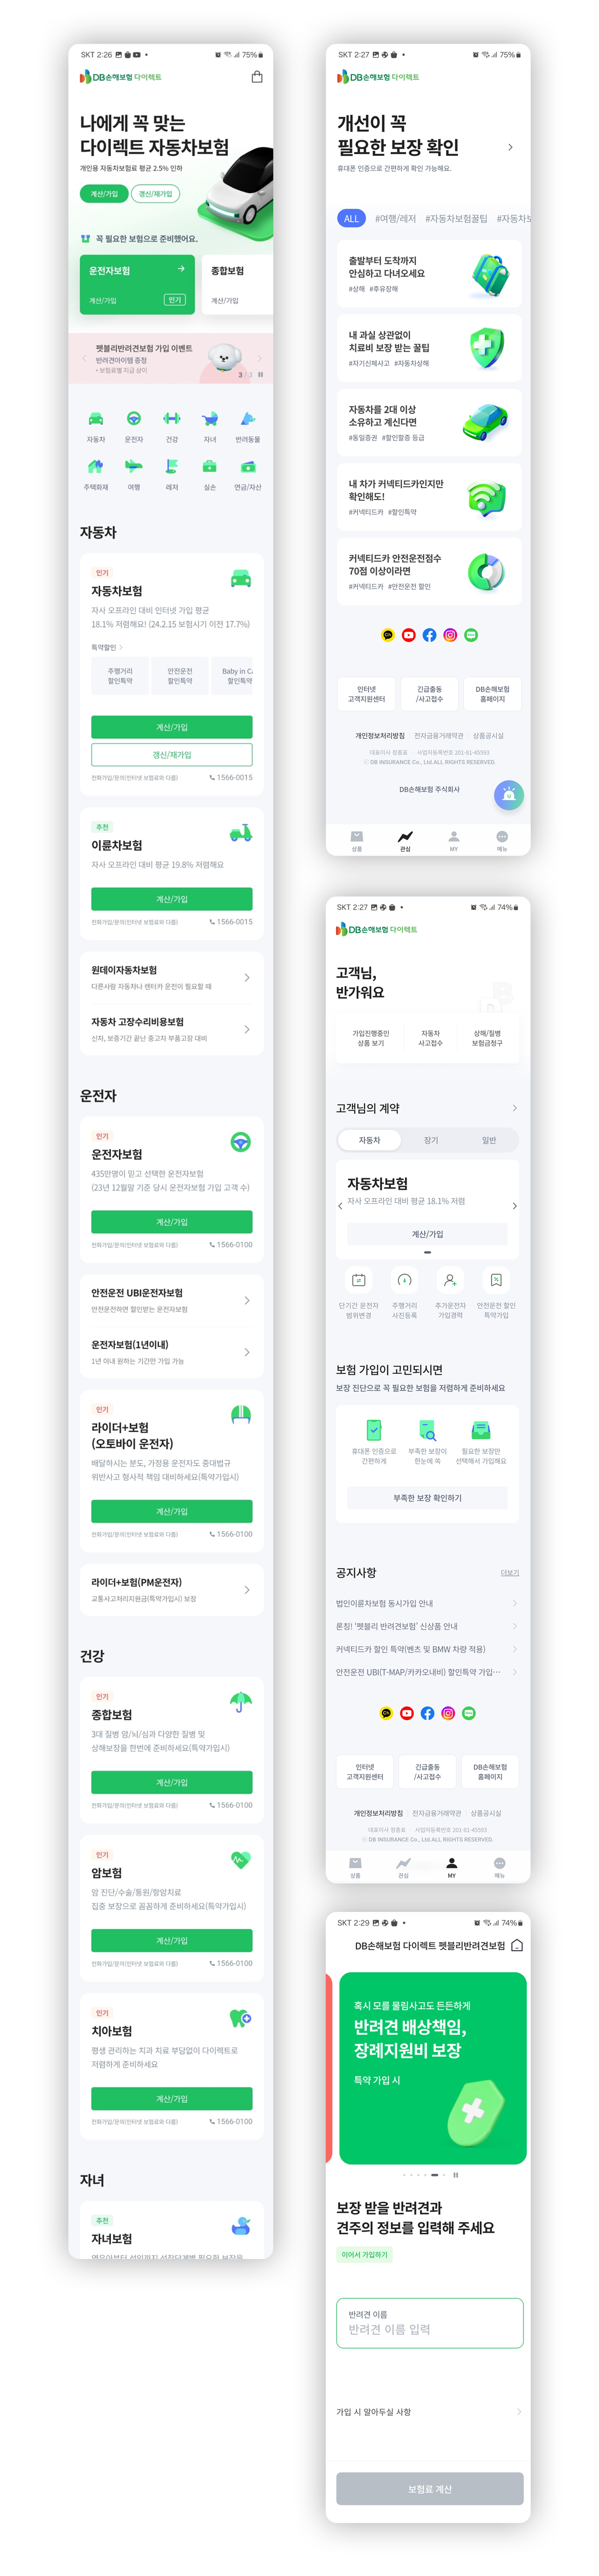 SKT 2:26
75%
DB손해보험 다이렉트
나에게 꼭 맞는
다이렉트 자동차보험
개인용 자동차보험료 평균 2.5% 인하
계산/가입
갱신/재가입
꼭 필요한 보험으로 준비했어요.
운전자보험
계산/가입
인기
종합보험
계산/가입
펫블리반려견보험 가입 이벤트
반려견아이템 증정
• 보험료별 지급 상이
3
자동차
운전자
건강
자녀
반려동물
주택화재
여행
레저
실손
연금/자산
자동차
인기
자동차보험
자사 오프라인 대비 인터넷 가입 평균
18.1% 저렴해요! (24.2.15 보험시기 이전 17.7%)
특약할인
주행거리
할인특약
안전운전
할인특약
Baby in Ca
할인특약
계산/가입
갱신/재가입
전화가입/문의(인터넷 보험료와 다름)
1566-0015
추천
이륜차보험
자사 오프라인 대비 평균 19.8% 저렴해요
계산/가입
전화가입/문의(인터넷 보험료와 다름)
1566-0015
원데이자동차보험
다른사람 자동차나 렌터카 운전이 필요할 때
자동차 고장수리비용보험
신차, 보증기간 끝난 중고차 부품고장 대비
운전자
인기
운전자보험
435만명이 믿고 선택한 운전자보험
(23년 12월말 기준 당시 운전자보험 가입 고객 수)
계산/가입
전화가입/문의(인터넷 보험료와 다름)
1566-0100
안전운전 UBI운전자보험
안전운전하면 할인받는 운전자보험
운전자보험(1년이내)
1년 이내 원하는 기간만 가입 가능
인기
라이더+보험
(오토바이 운전자)
배달하시는 분도, 가정용 운전자도 중대법규
위반사고 형사적 책임 대비하세요(특약가입시)
계산/가입
전화가입/문의(인터넷 보험료와 다름)
1566-0100
라이더+보험(PM운전자)
교통사고처리지원금(특약가입시) 보장
건강
인기
종합보험
3대 질병 암/뇌/심과 다양한 질병 및
상해보장을 한번에 준비하세요(특약가입시)
계산/가입
전화가입/문의(인터넷 보험료와 다름)
1566-0100
인기
암보험
암 진단/수술/통원/항암치료
집중 보장으로 꼼꼼하게 준비하세요(특약가입시)
계산/가입
전화가입/문의(인터넷 보험료와 다름)
1566-0100
인기
치아보험
평생 관리하는 치과 치료 부담없이 다이렉트로
저렴하게 준비하세요
계산/가입
전화가입/문의(인터넷 보험료와 다름)
1566-0100
자녀
추천
자녀보험
SKT 2:27
75%
DB손해보험 다이렉트
개선이 꼭
필요한 보장 확인
휴대폰 인증으로 간편하게 확인 가능해요.
ALL
#여행/레저
#자동차보험꿀팁
#자동차보
출발부터 도착까지
안심하고 다녀오세요
#상해 #후유장해
내 과실 상관없이
치료비 보장 받는 꿀팁
#자기신체사고 #자동차상해
자동차를 2대 이상
소유하고 계신다면
#동일증권 #할인할증 등급
내 차가 커넥티드카인지만
확인해도!
#커넥티드카 #할인특약
커넥티드카 안전운전점수
70점 이상이라면
#커넥티드카 #안전운전 할인
인터넷
고객지원센터
긴급출동
/사고접수
DB손해보험
홈페이지
개인정보처리방침
전자금융거래약관
상품공시실
대표이사 정종표
사업자등록번호 201-81-45593
ⓒ DB INSURANCE Co., Ltd.ALL RIGHTS RESERVED.
DB손해보험 주식회사
상품
관심
MY
메뉴
SKT 2:27
74%
DB손해보험 다이렉트
고객님,
반가워요
가입진행중인
상품 보기
자동차
사고접수
상해/질병
보험금청구
고객님의 계약
자동차
장기
일반
자동차보험
자사 오프라인 대비 평균 18.1% 저렴
계산/가입
단기간 운전자
범위변경
주행거리
사진등록
추가운전자
가입경력
안전운전 할인
특약가입
보험 가입이 고민되시면
보장 진단으로 꼭 필요한 보험을 저렴하게 준비하세요
휴대폰 인증으로
간편하게
부족한 보장이
한눈에 쏙
필요한 보장만
선택해서 가입해요
부족한 보장 확인하기
공지사항
더보기
법인이륜차보험 동시가입 안내
론칭! '펫블리 반려견보험' 신상품 안내
커넥티드카 할인 특약(벤츠 및 BMW 차량 적용)
안전운전 UBI(T-MAP/카카오내비) 할인특약 가입…
인터넷
고객지원센터
긴급출동
/사고접수
DB손해보험
홈페이지
개인정보처리방침
전자금융거래약관
상품공시실
대표이사 정종표
사업자등록번호 201-81-45593
ⓒ DB INSURANCE Co., Ltd.ALL RIGHTS RESERVED.
상품
관심
MY
메뉴
SKT 2:29
74%
DB손해보험 다이렉트 펫블리반려견보험
혹시 모를 물림사고도 든든하게
반려견 배상책임,
장례지원비 보장
특약 가입 시
보장 받을 반려견과
견주의 정보를 입력해 주세요
이어서 가입하기
반려견 이름
반려견 이름 입력
가입 시 알아두실 사항
보험료 계산